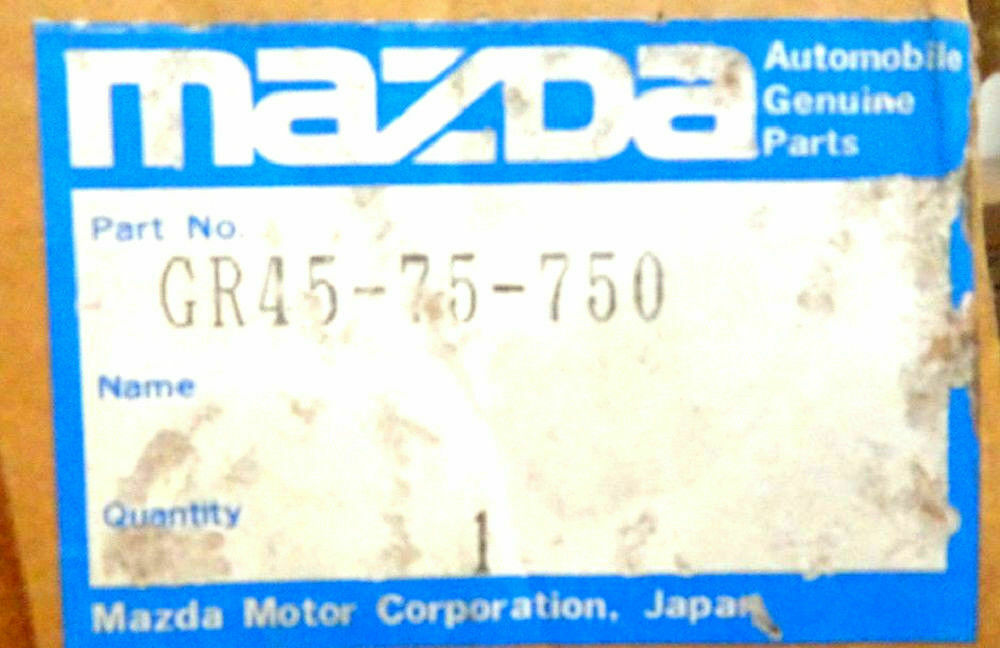 mazda
Automobile
Genuine
Parts
Part No.
GR45-75-750
Name
Quantity
1
Mazda Motor Corporation, Japan